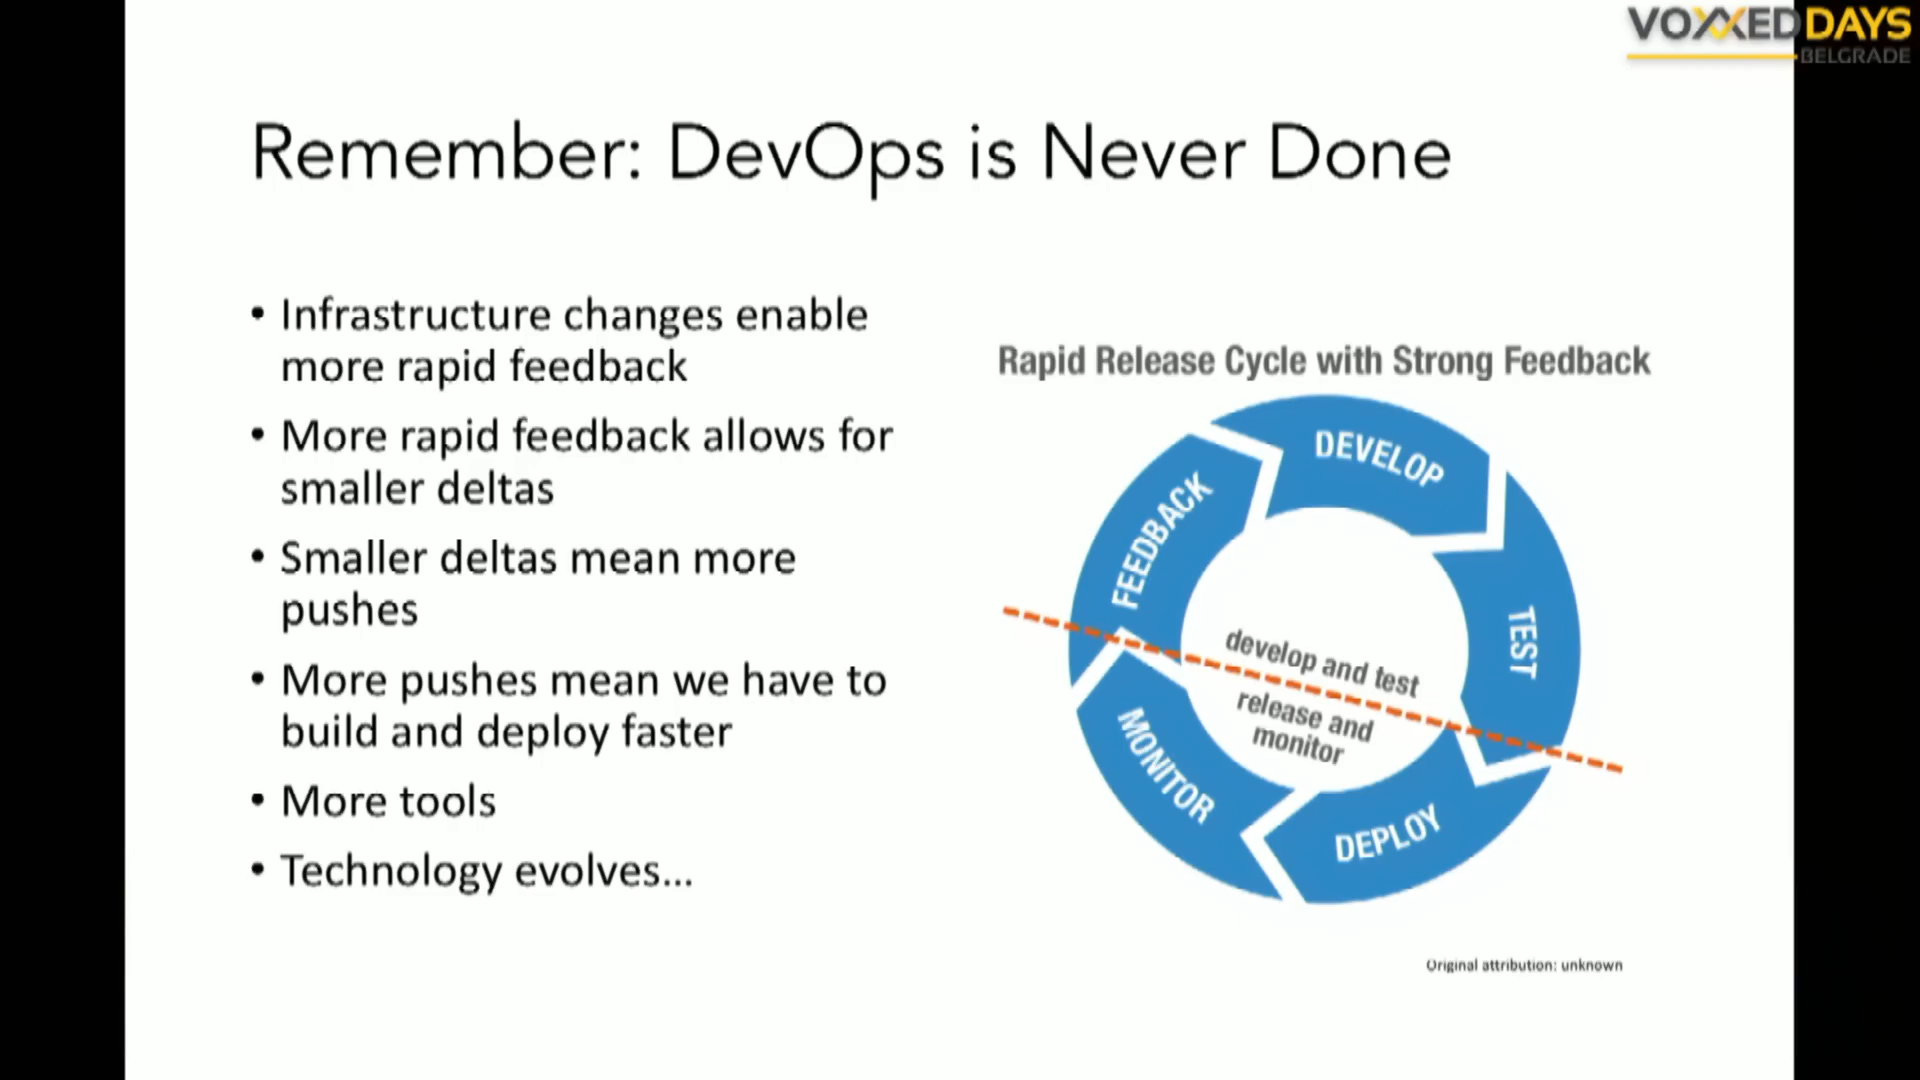 VOXXED DAYS
BELGRADE
Remember: DevOps is Never Done
• Infrastructure changes enable
more rapid feedback
• More rapid feedback allows for
smaller deltas
• Smaller deltas mean more
pushes
• More pushes mean we have to
build and deploy faster
• More tools
• Technology evolves...
Rapid Release Cycle with Strong Feedback
DEVELOP
TEST
DEPLOY
MONITOR
FEEDBACK
develop and test
release and
monitor
Original attribution: unknown